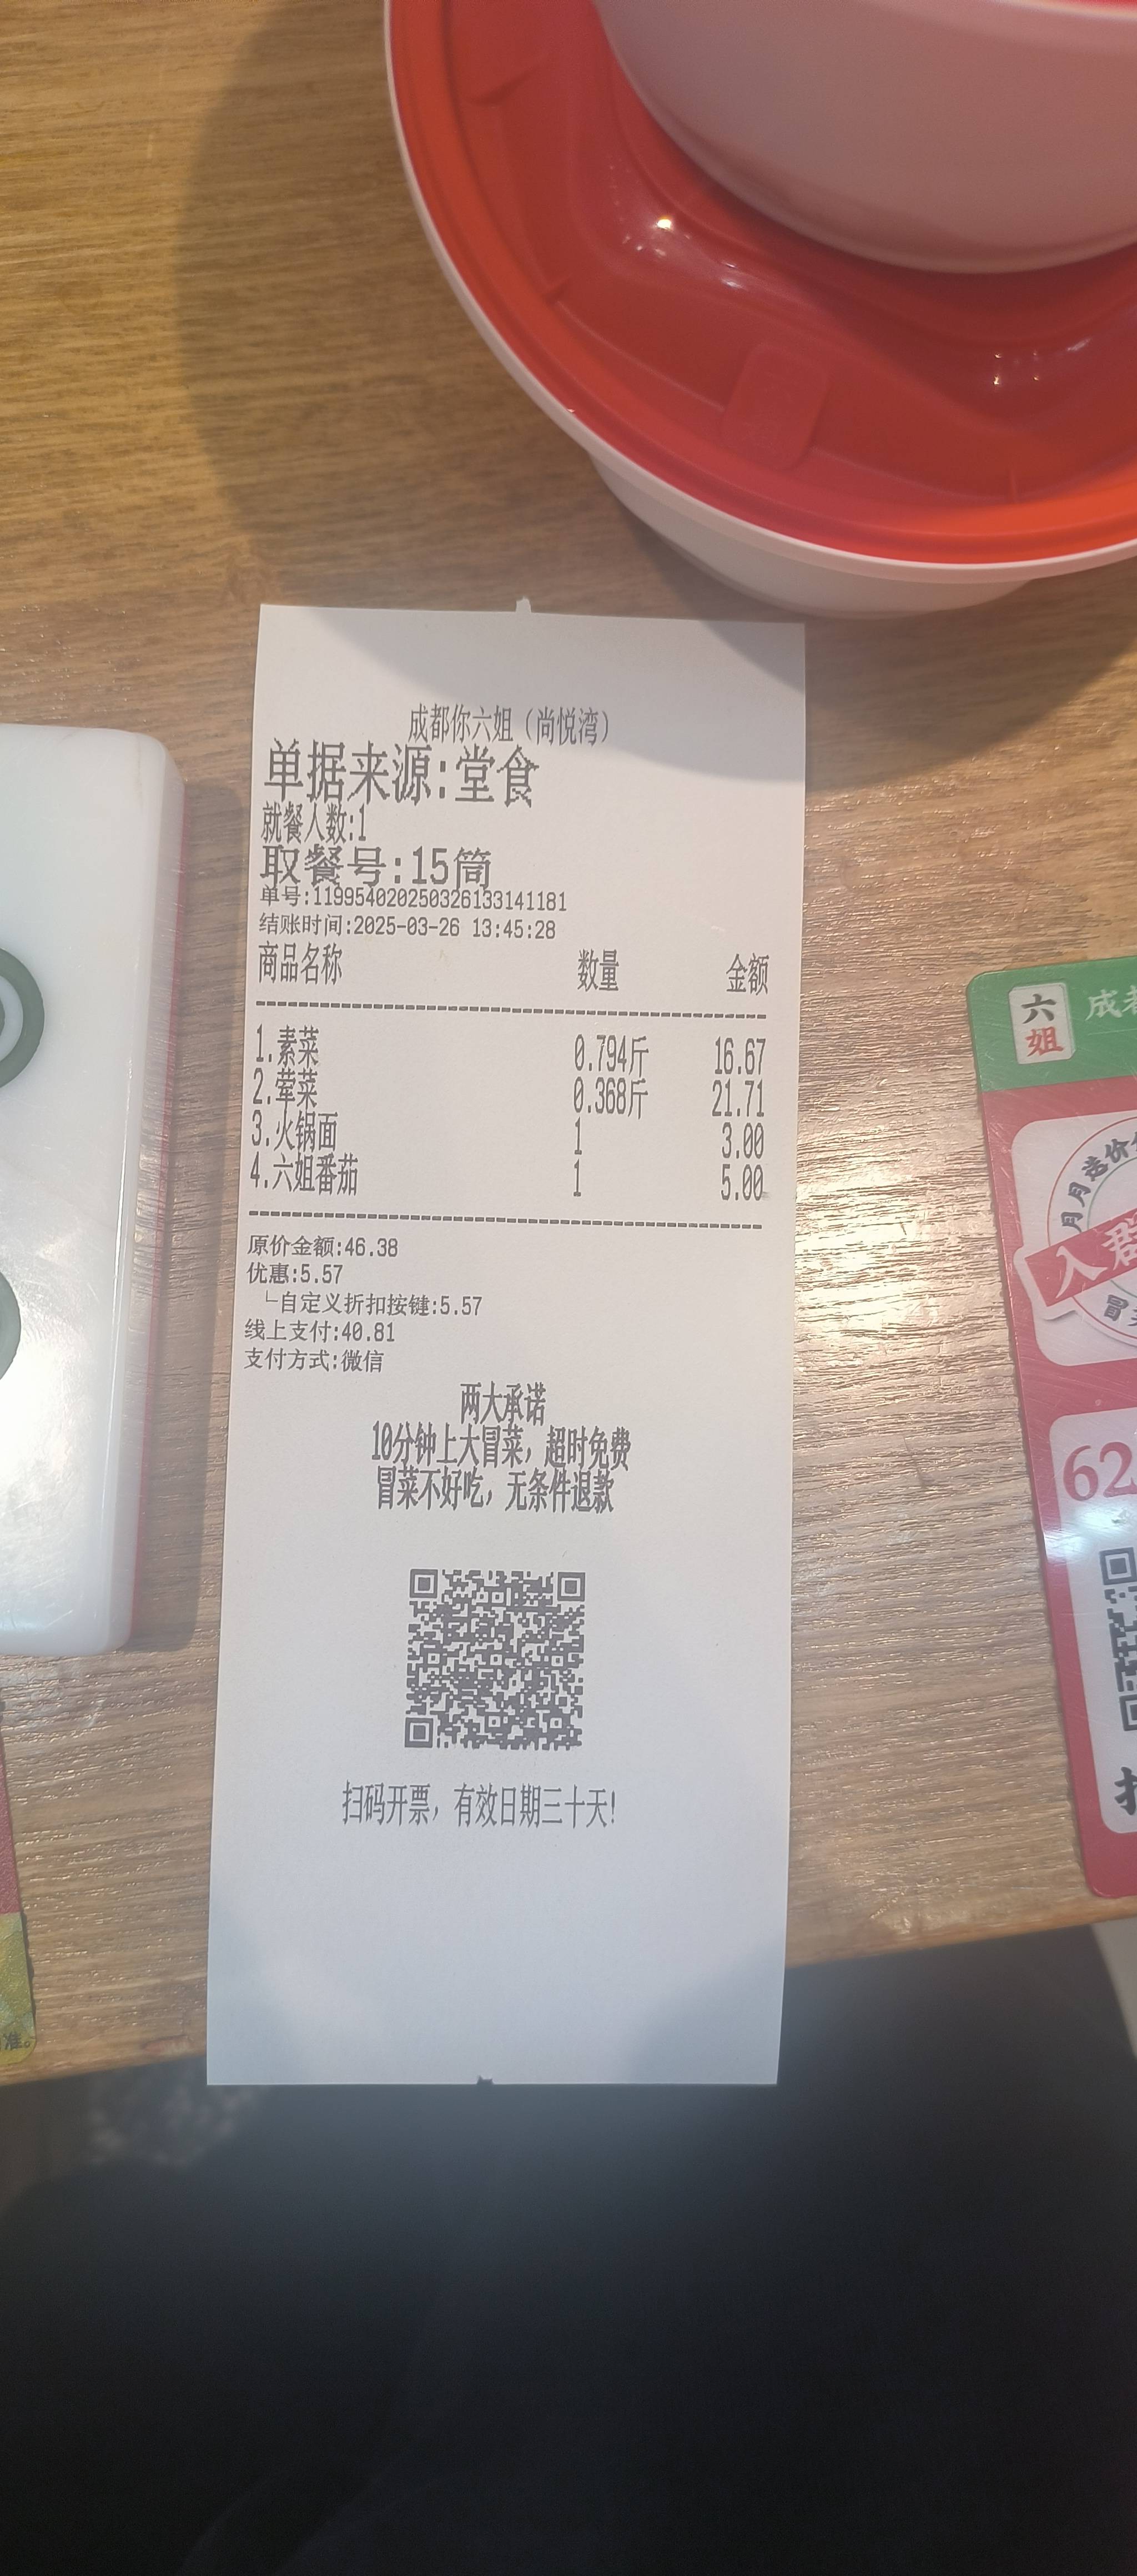 成都你六姐（尚悦湾）
单据来源:堂食
就餐人数:1
取餐号:15筒
单号:119954020250326133141181
结账时间:2025-03-26 13:45:28
商品名称 数量 金额
1.素菜 0.794斤 16.67
2.荤菜 0.368斤 21.71
3.火锅面 1 3.00
4.六姐番茄 1 5.00
原价金额:46.38
优惠:5.57
└自定义折扣按键:5.57
线上支付:40.81
支付方式:微信
两大承诺
10分钟上大冒菜，超时免费
冒菜不好吃，无条件退款
扫码开票，有效日期三十天!
六姐
成
月月选价
入群
冒
62
准。